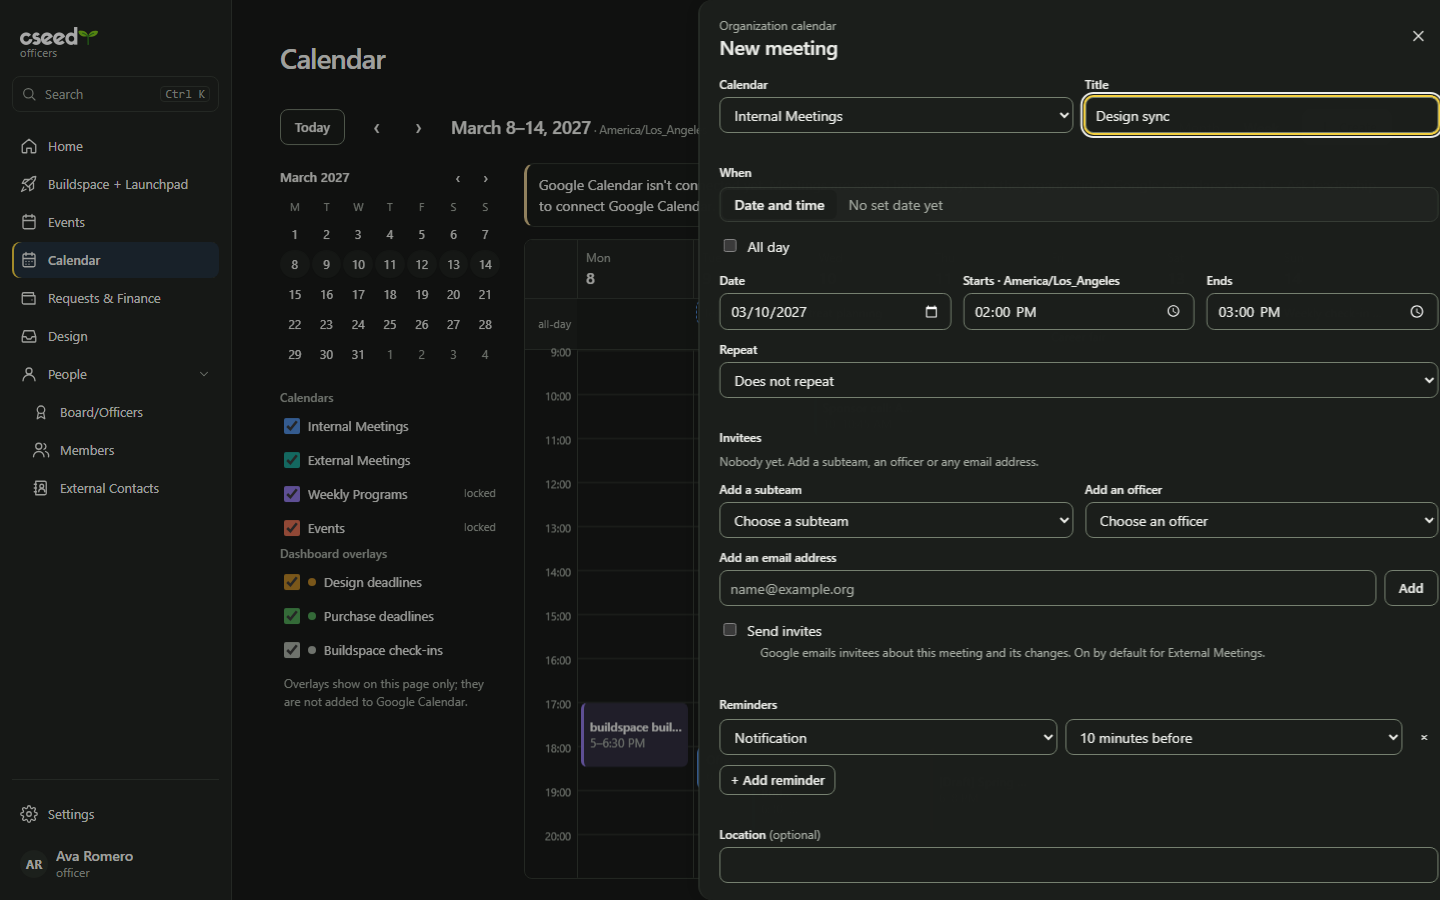 cseed
officers
Search
Ctrl K
Home
Buildspace + Launchpad
Events
Calendar
Requests & Finance
Design
People
Board/Officers
Members
External Contacts
Settings
AR
Ava Romero
officer
Calendar
Today
‹ ›
March 8–14, 2027 · America/Los_Angele
March 2027
‹ ›
M T W T F S S
1 2 3 4 5 6 7
8 9 10 11 12 13 14
15 16 17 18 19 20 21
22 23 24 25 26 27 28
29 30 31 1 2 3 4
Calendars
Internal Meetings
External Meetings
Weekly Programs locked
Events locked
Dashboard overlays
Design deadlines
Purchase deadlines
Buildspace check-ins
Overlays show on this page only; they
are not added to Google Calendar.
Google Calendar isn't con
to connect Google Calend
Mon
8
all-day
9:00
10:00
11:00
12:00
13:00
14:00
15:00
16:00
17:00
buildspace buil...
5–6:30 PM
18:00
19:00
20:00
Organization calendar
New meeting
×
Calendar
Internal Meetings
Title
Design sync
When
Date and time
No set date yet
All day
Date
03/10/2027
Starts · America/Los_Angeles
02:00 PM
Ends
03:00 PM
Repeat
Does not repeat
Invitees
Nobody yet. Add a subteam, an officer or any email address.
Add a subteam
Choose a subteam
Add an officer
Choose an officer
Add an email address
name@example.org
Add
Send invites
Google emails invitees about this meeting and its changes. On by default for External Meetings.
Reminders
Notification
10 minutes before
×
+ Add reminder
Location (optional)